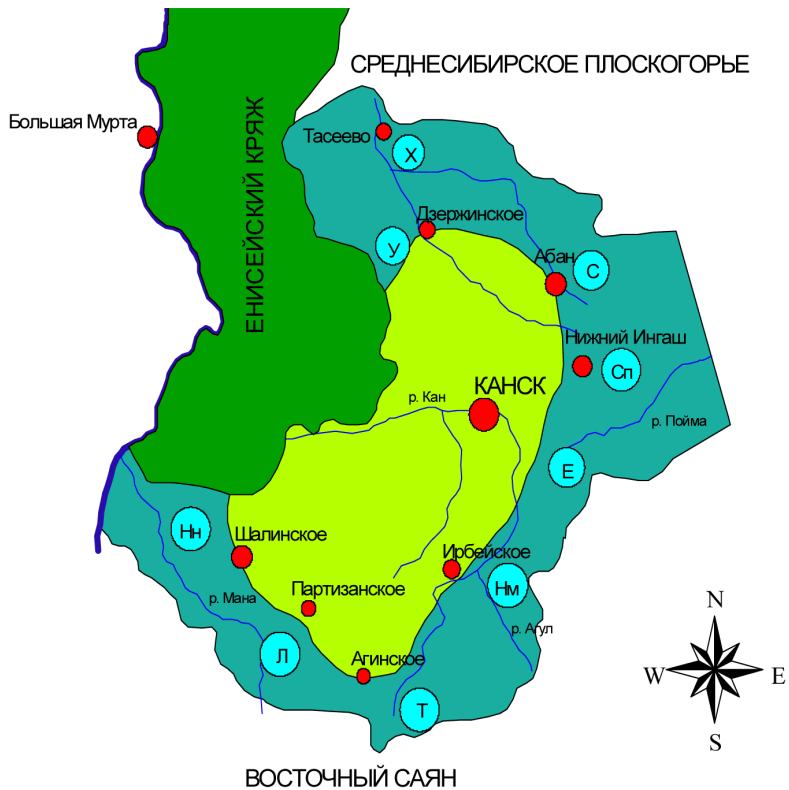 СРЕДНЕСИБИРСКОЕ ПЛОСКОГОРЬЕ
Большая Мурта
ЕНИСЕЙСКИЙ КРЯЖ
Тасеево
Х
Дзержинское
У
Абан
С
Нижний Ингаш
Сп
КАНСК
р. Кан
р. Пойма
Е
Нн
Шалинское
Ирбейское
Партизанское
Нм
р. Мана
р. Агул
Л
Агинское
Т
N
W
E
S
ВОСТОЧНЫЙ САЯН